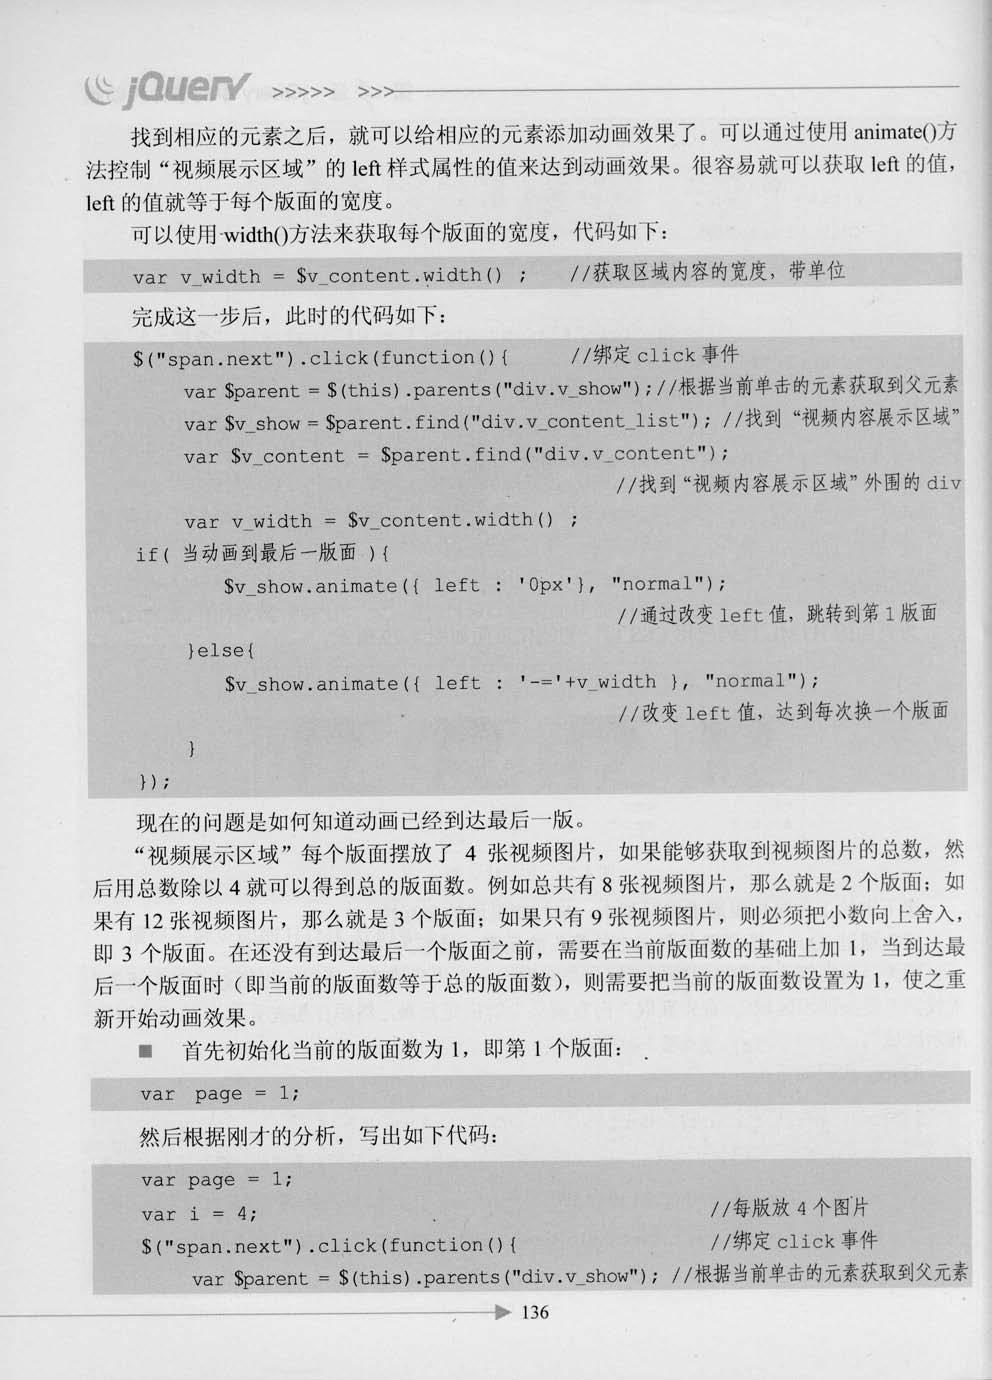 jQuery >>>>> >>>
找到相应的元素之后，就可以给相应的元素添加动画效果了。可以通过使用 animate()方
法控制“视频展示区域”的 left 样式属性的值来达到动画效果。很容易就可以获取 left 的值，
left 的值就等于每个版面的宽度。
可以使用 width()方法来获取每个版面的宽度，代码如下：
var v_width = $v_content.width() ; //获取区域内容的宽度，带单位
完成这一步后，此时的代码如下：
$("span.next").click(function(){ //绑定 click 事件
var $parent = $(this).parents("div.v_show");//根据当前单击的元素获取到父元素
var $v_show = $parent.find("div.v_content_list"); //找到“视频内容展示区域”
var $v_content = $parent.find("div.v_content");
//找到“视频内容展示区域”外围的 div
var v_width = $v_content.width() ;
if( 当动画到最后一版面 ){
$v_show.animate({ left : '0px'}, "normal");
//通过改变 left 值，跳转到第 1 版面
}else{
$v_show.animate({ left : '-='+v_width }, "normal");
//改变 left 值，达到每次换一个版面
}
});
现在的问题是如何知道动画已经到达最后一版。
“视频展示区域”每个版面摆放了 4 张视频图片，如果能够获取到视频图片的总数，然
后用总数除以 4 就可以得到总的版面数。例如总共有 8 张视频图片，那么就是 2 个版面；如
果有 12 张视频图片，那么就是 3 个版面；如果只有 9 张视频图片，则必须把小数向上舍入，
即 3 个版面。在还没有到达最后一个版面之前，需要在当前版面数的基础上加 1，当到达最
后一个版面时（即当前的版面数等于总的版面数），则需要把当前的版面数设置为 1，使之重
新开始动画效果。
■ 首先初始化当前的版面数为 1，即第 1 个版面：
var page = 1;
然后根据刚才的分析，写出如下代码：
var page = 1;
var i = 4; //每版放 4 个图片
$("span.next").click(function(){ //绑定 click 事件
var $parent = $(this).parents("div.v_show"); //根据当前单击的元素获取到父元素
136